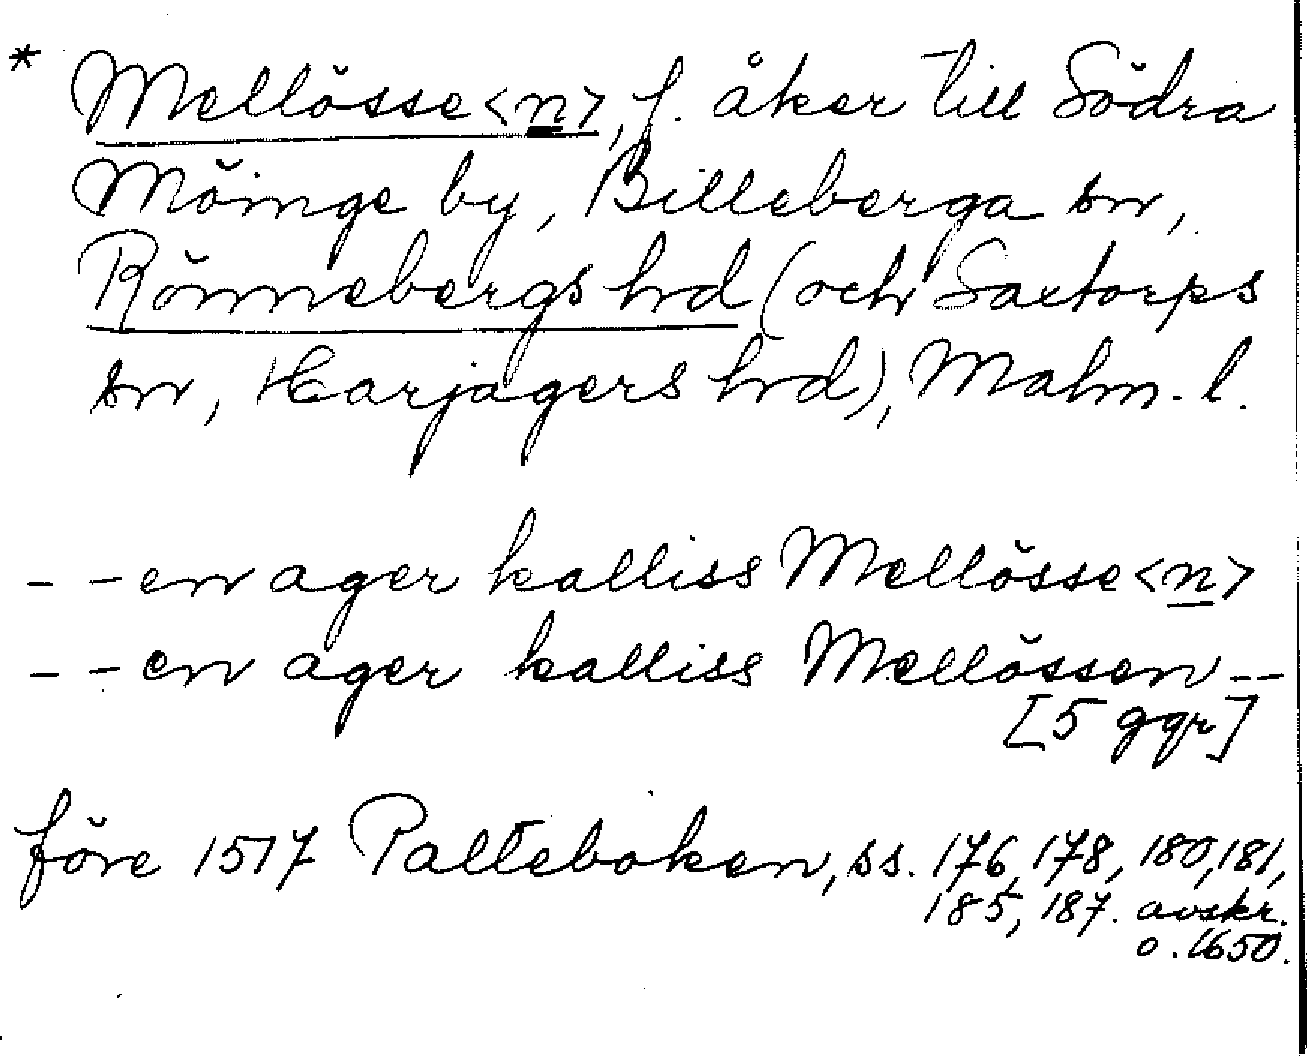 * Mellösse<n>, f. åker till Södra
Möinge by, Billeberga sn,
Rönnebergs hd (och Saxtorps
sn, Harjagers hd), Malm. l.
- - en ager kalliss Mellösse<n>
- - en ager kalliss Mellössen - -
[5 ggr]
före 1517 Palteboken, ss. 176, 178, 180, 181,
185, 187. avskr.
o. 1650.